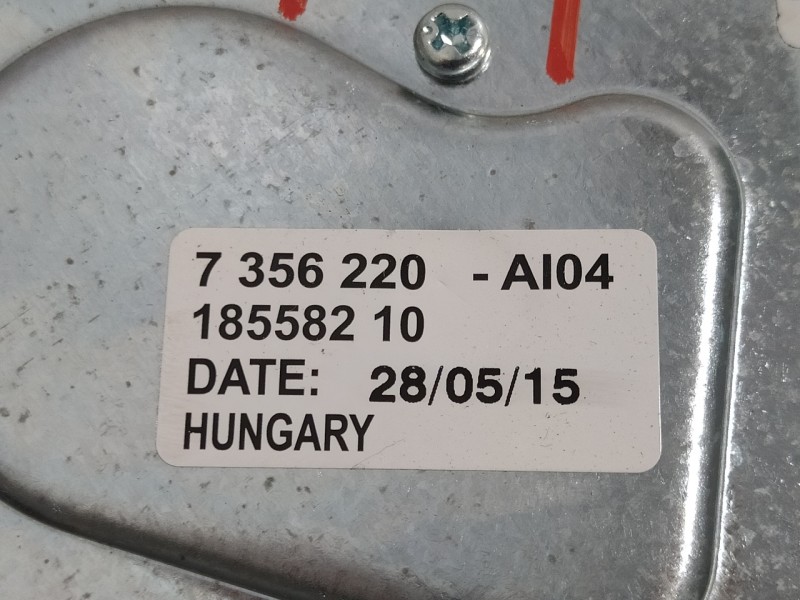 7 356 220 - AI04
185582 10
DATE: 28/05/15
HUNGARY